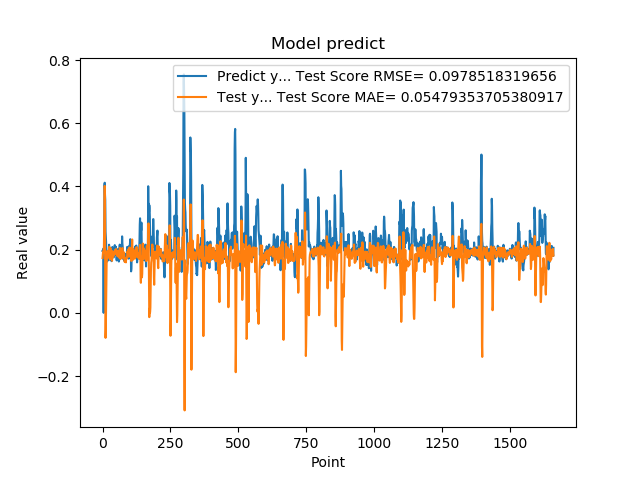 Model predict
Predict y... Test Score RMSE= 0.0978518319656
Test y... Test Score MAE= 0.05479353705380917
0.8
0.6
0.4
0.2
0.0
−0.2
Real value
0 250 500 750 1000 1250 1500
Point